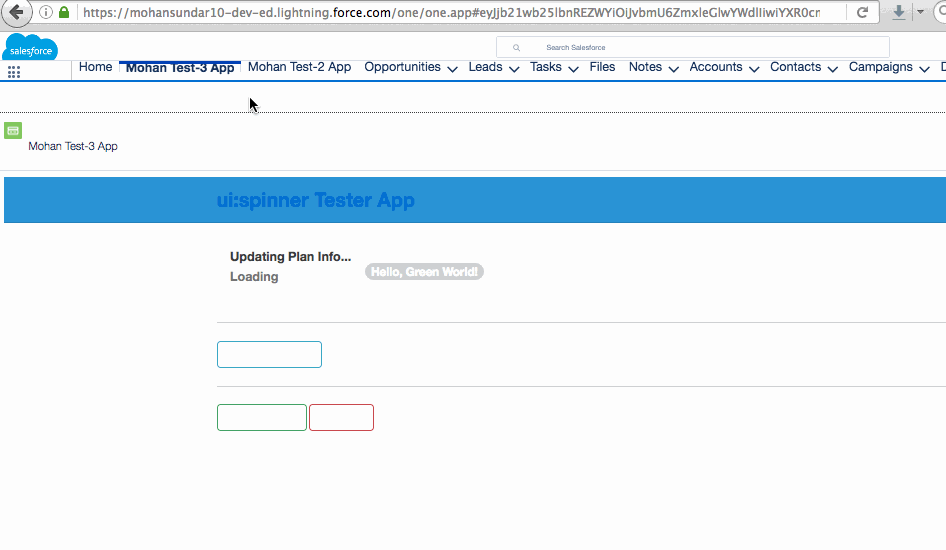 https://mohansundar10-dev-ed.lightning.force.com/one/one.app#eyJjb21wb25lbnREZWYiOiJvbmU6ZmxleGlwYWdlIiwiYXR0cn
salesforce
Search Salesforce
Home Mohan Test-3 App Mohan Test-2 App Opportunities Leads Tasks Files Notes Accounts Contacts Campaigns D
Mohan Test-3 App
ui:spinner Tester App
Updating Plan Info...
Loading
Hello, Green World!